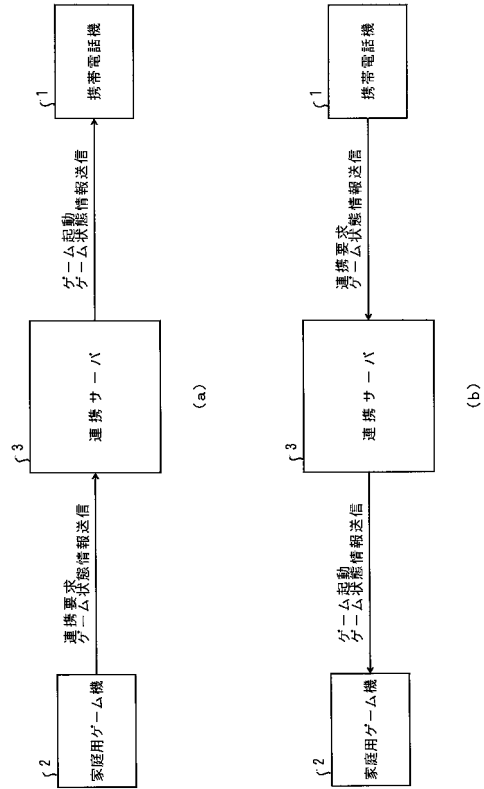 2
家庭用ゲーム機
連携要求
ゲーム状態情報送信
3
連携サーバ
ゲーム起動
ゲーム状態情報送信
1
携帯電話機
(a)
2
家庭用ゲーム機
ゲーム起動
ゲーム状態情報送信
3
連携サーバ
連携要求
ゲーム状態情報送信
1
携帯電話機
(b)